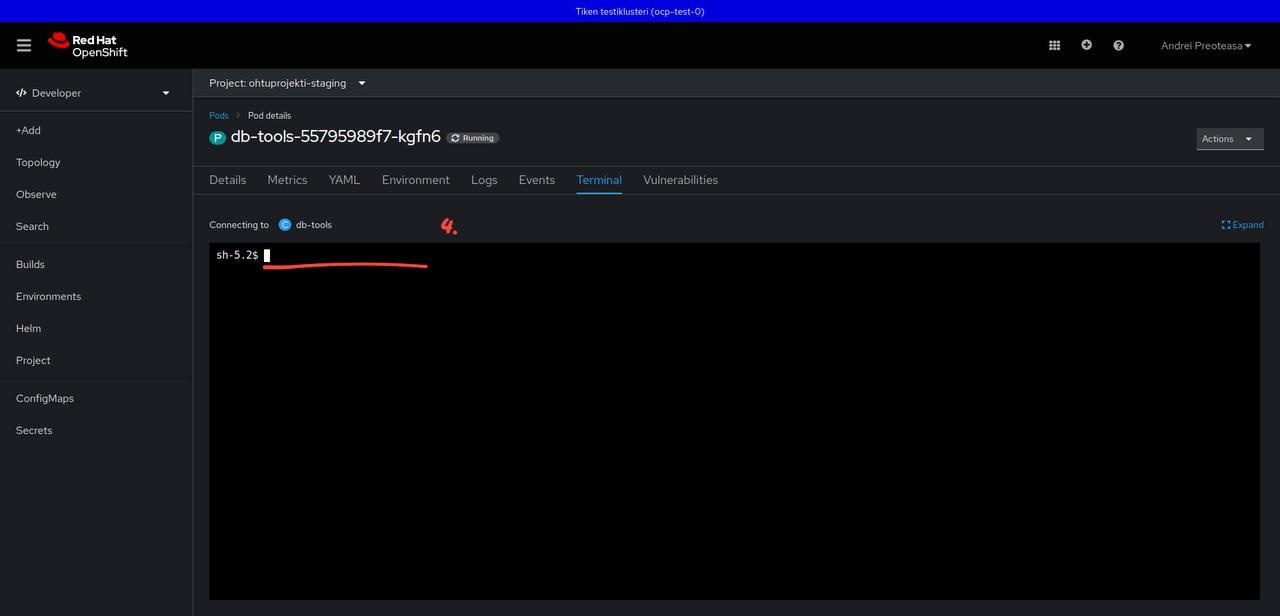 Tiken testiklusteri (ocp-test-0)
Red Hat
OpenShift
Andrei Preoteasa
Developer
+Add
Topology
Observe
Search
Builds
Environments
Helm
Project
ConfigMaps
Secrets
Project: ohtuprojekti-staging
Pods > Pod details
P db-tools-55795989f7-kgfn6 Running
Actions
Details Metrics YAML Environment Logs Events Terminal Vulnerabilities
Connecting to C db-tools
4.
Expand
sh-5.2$